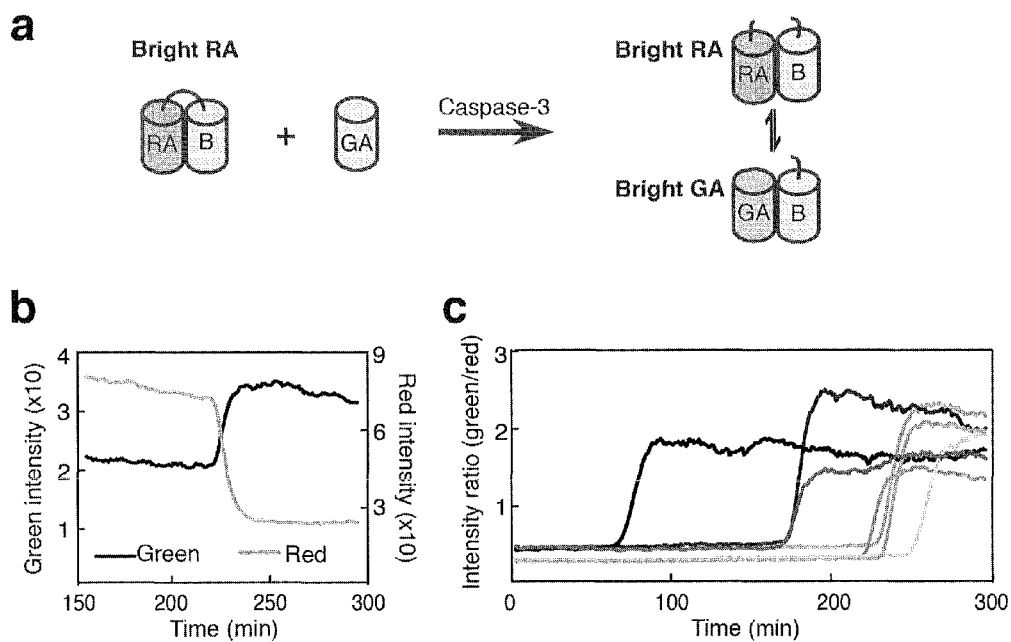 a
Bright RA
RA B + GA
Caspase-3
Bright RA
RA B
Bright GA
GA B
b
Green intensity (x10)
4
3
2
1
9
6
3
Red intensity (x10)
Green Red
150 200 250 300
Time (min)
c
Intensity ratio (green/red)
3
2
1
0 100 200 300
Time (min)